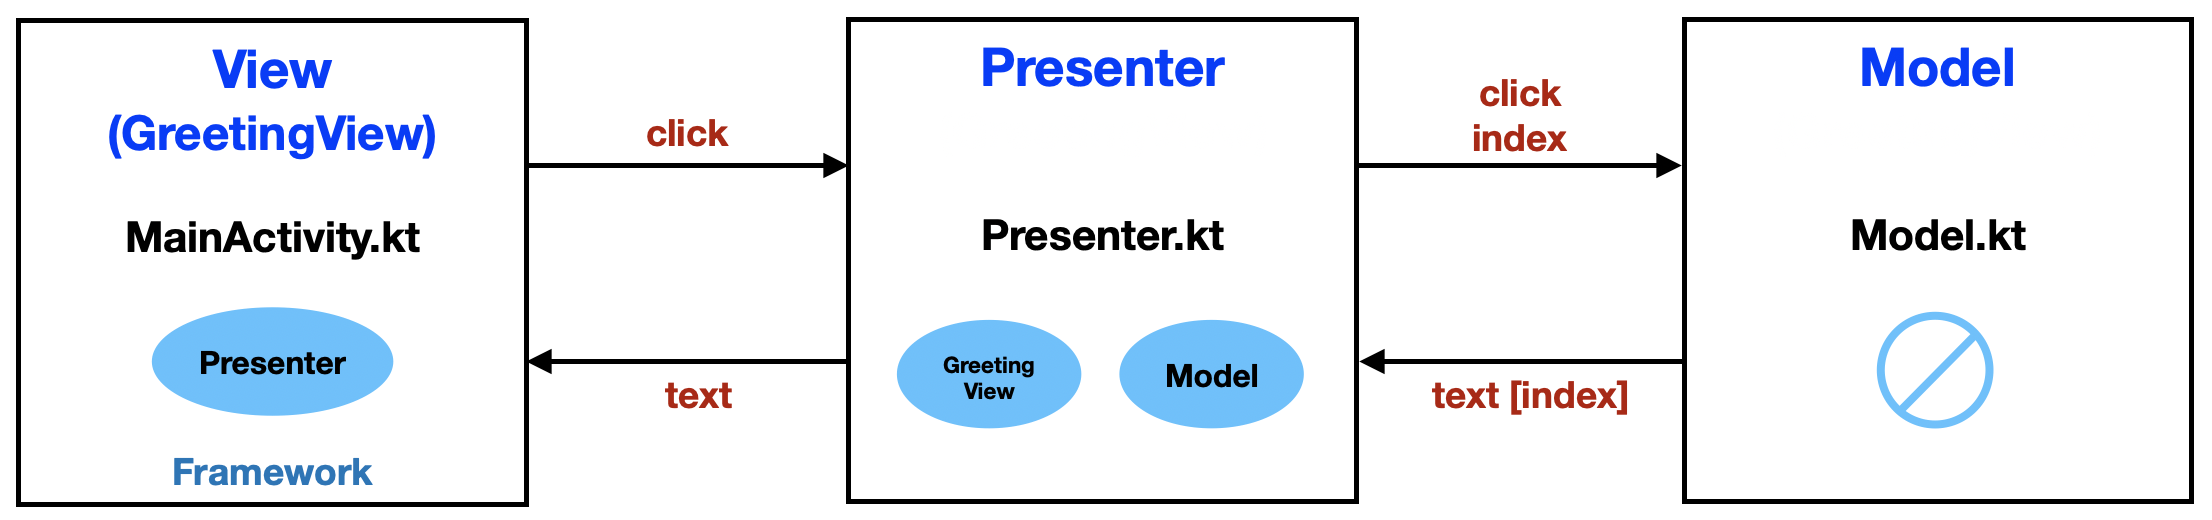 View
(GreetingView)
MainActivity.kt
Presenter
Framework
click
text
Presenter
Presenter.kt
Greeting
View
Model
click
index
text [index]
Model
Model.kt